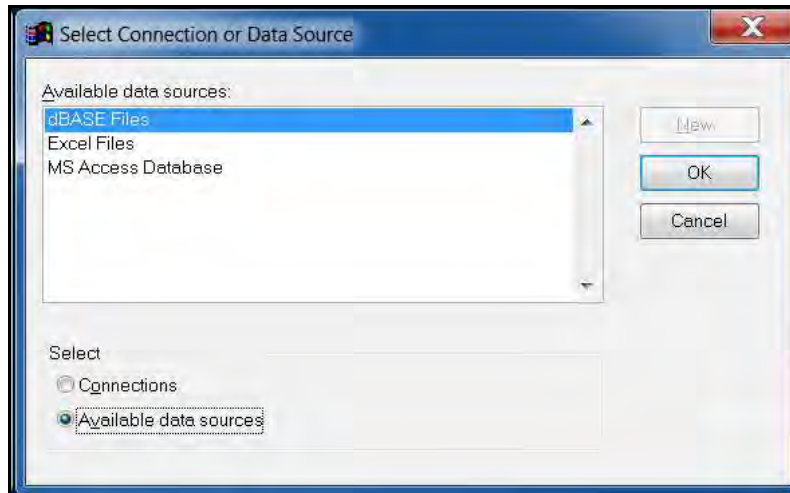 Select Connection or Data Source
Available data sources:
dBASE Files
Excel Files
MS Access Database
New
OK
Cancel
Select
Connections
Available data sources